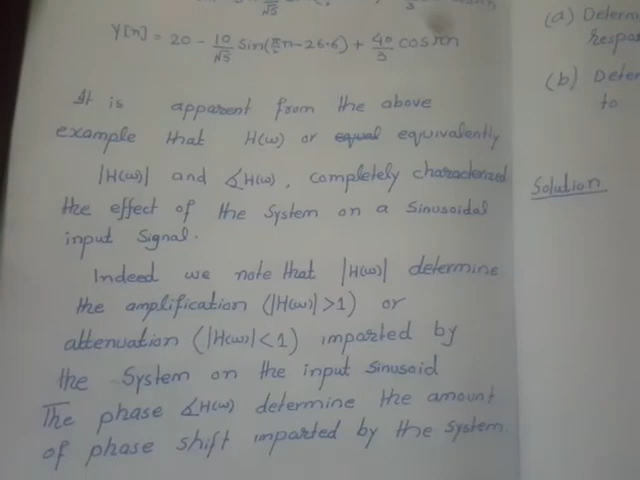 Y[n] = 20 - 10/√5 Sin(π/2 n - 26.6) + 40/3 cos πn
It is apparent from the above
example that H(ω) or equal equivalently
|H(ω)| and ∡H(ω), completely characterized
the effect of the System on a Sinusoidal
input Signal.
Indeed we note that |H(ω)| determine
the amplification (|H(ω)| > 1) or
attenuation (|H(ω)| < 1) imparted by
the System on the input Sinusoid
The phase ∡H(ω) determine the amount
of phase shift imparted by the System.
(a) Determ
Respo
(b) Deter
to
Solution